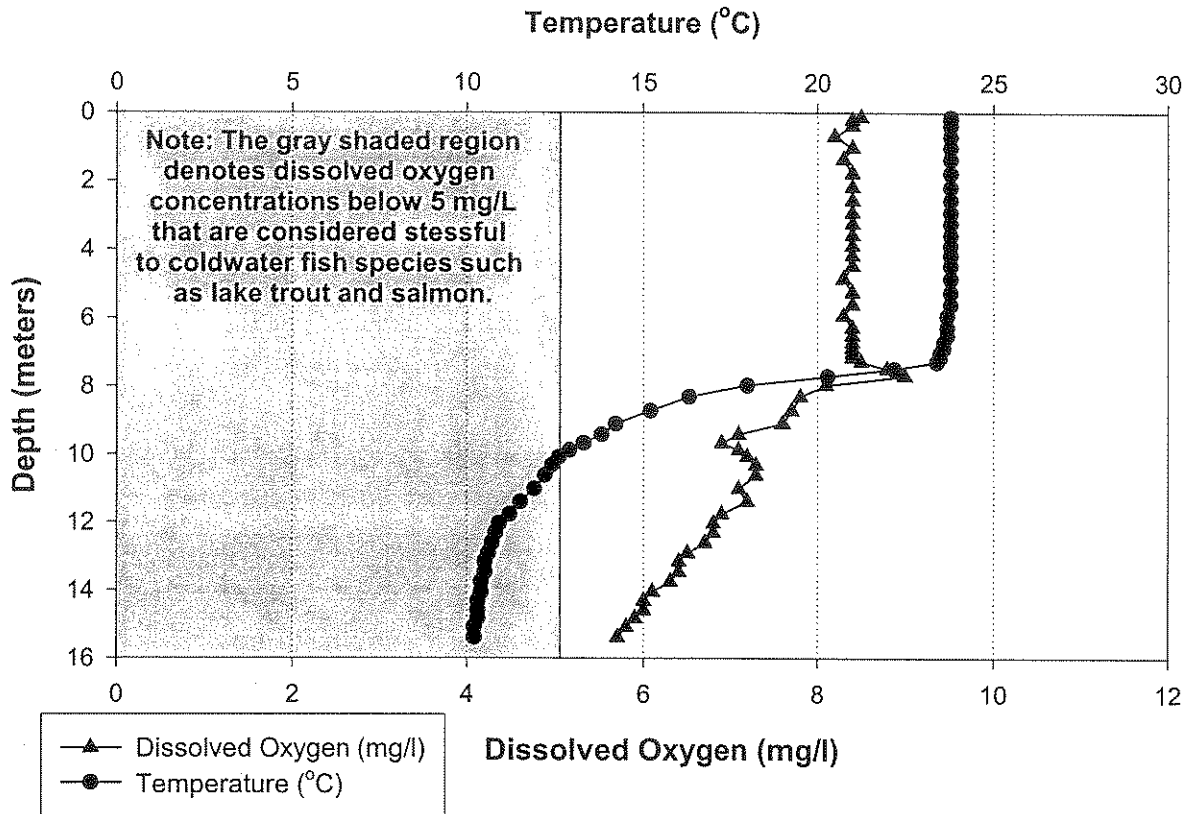 Temperature (°C)
0 5 10 15 20 25 30
Note: The gray shaded region
denotes dissolved oxygen
concentrations below 5 mg/L
that are considered stessful
to coldwater fish species such
as lake trout and salmon.
Depth (meters)
0
2
4
6
8
10
12
14
16
0 2 4 6 8 10 12
Dissolved Oxygen (mg/l)
Dissolved Oxygen (mg/l)
Temperature (°C)